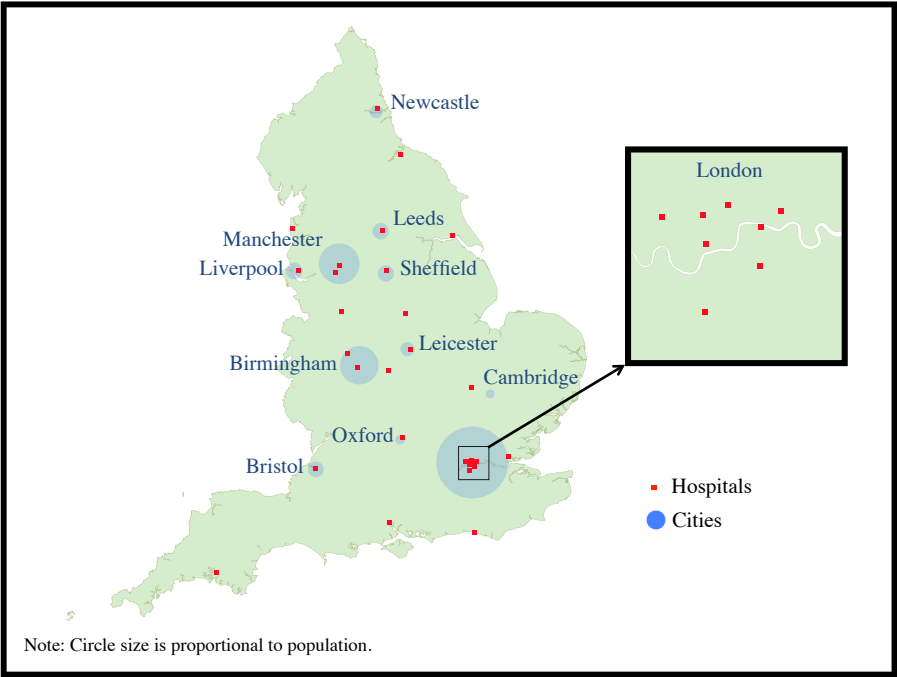 Newcastle
London
Leeds
Manchester
Liverpool
Sheffield
Leicester
Birmingham
Cambridge
Oxford
Bristol
Hospitals
Cities
Note: Circle size is proportional to population.